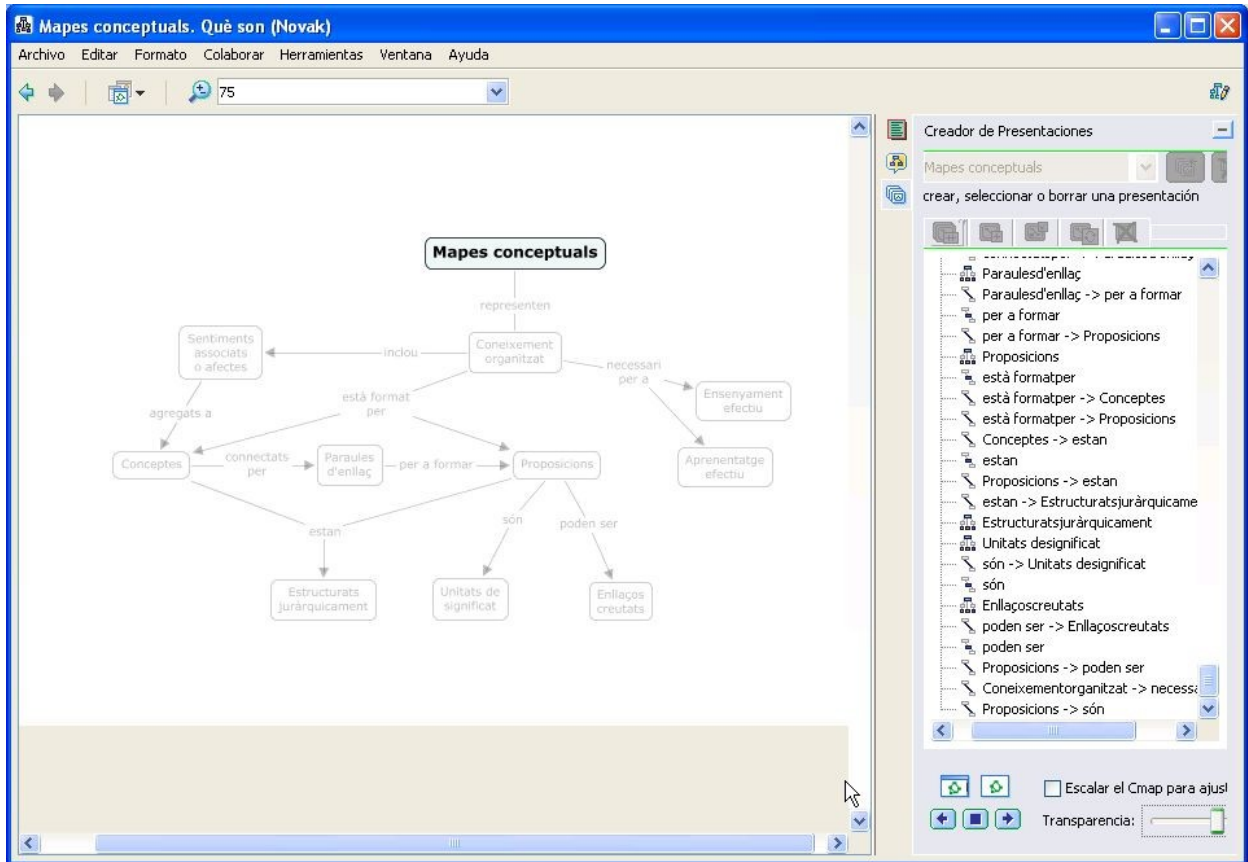 Mapes conceptuals. Què son (Novak)
Archivo Editar Formato Colaborar Herramientas Ventana Ayuda
75
Mapes conceptuals
representen
Sentiments
associats
o afectes
inclou
Coneixement
organitzat
necessari
per a
Ensenyament
efectiu
Aprenentatge
efectiu
agregats a
està format
per
Conceptes
connectats
per
Paraules
d'enllaç
per a formar
Proposicions
estan
són
poden ser
Estructurats
juràrquicament
Unitats de
significat
Enllaços
creutats
Creador de Presentaciones
Mapes conceptuals
crear, seleccionar o borrar una presentación
Paraulesd'enllaç
Paraulesd'enllaç -> per a formar
per a formar
per a formar -> Proposicions
Proposicions
està formatper
està formatper -> Conceptes
està formatper -> Proposicions
Conceptes -> estan
estan
Proposicions -> estan
estan -> Estructuratsjuràrquicame
Estructuratsjuràrquicament
Unitats designificat
són -> Unitats designificat
són
Enllaçoscreutats
poden ser -> Enllaçoscreutats
poden ser
Proposicions -> poden ser
Coneixementorganitzat -> necessa
Proposicions -> són
Escalar el Cmap para ajust
Transparencia: